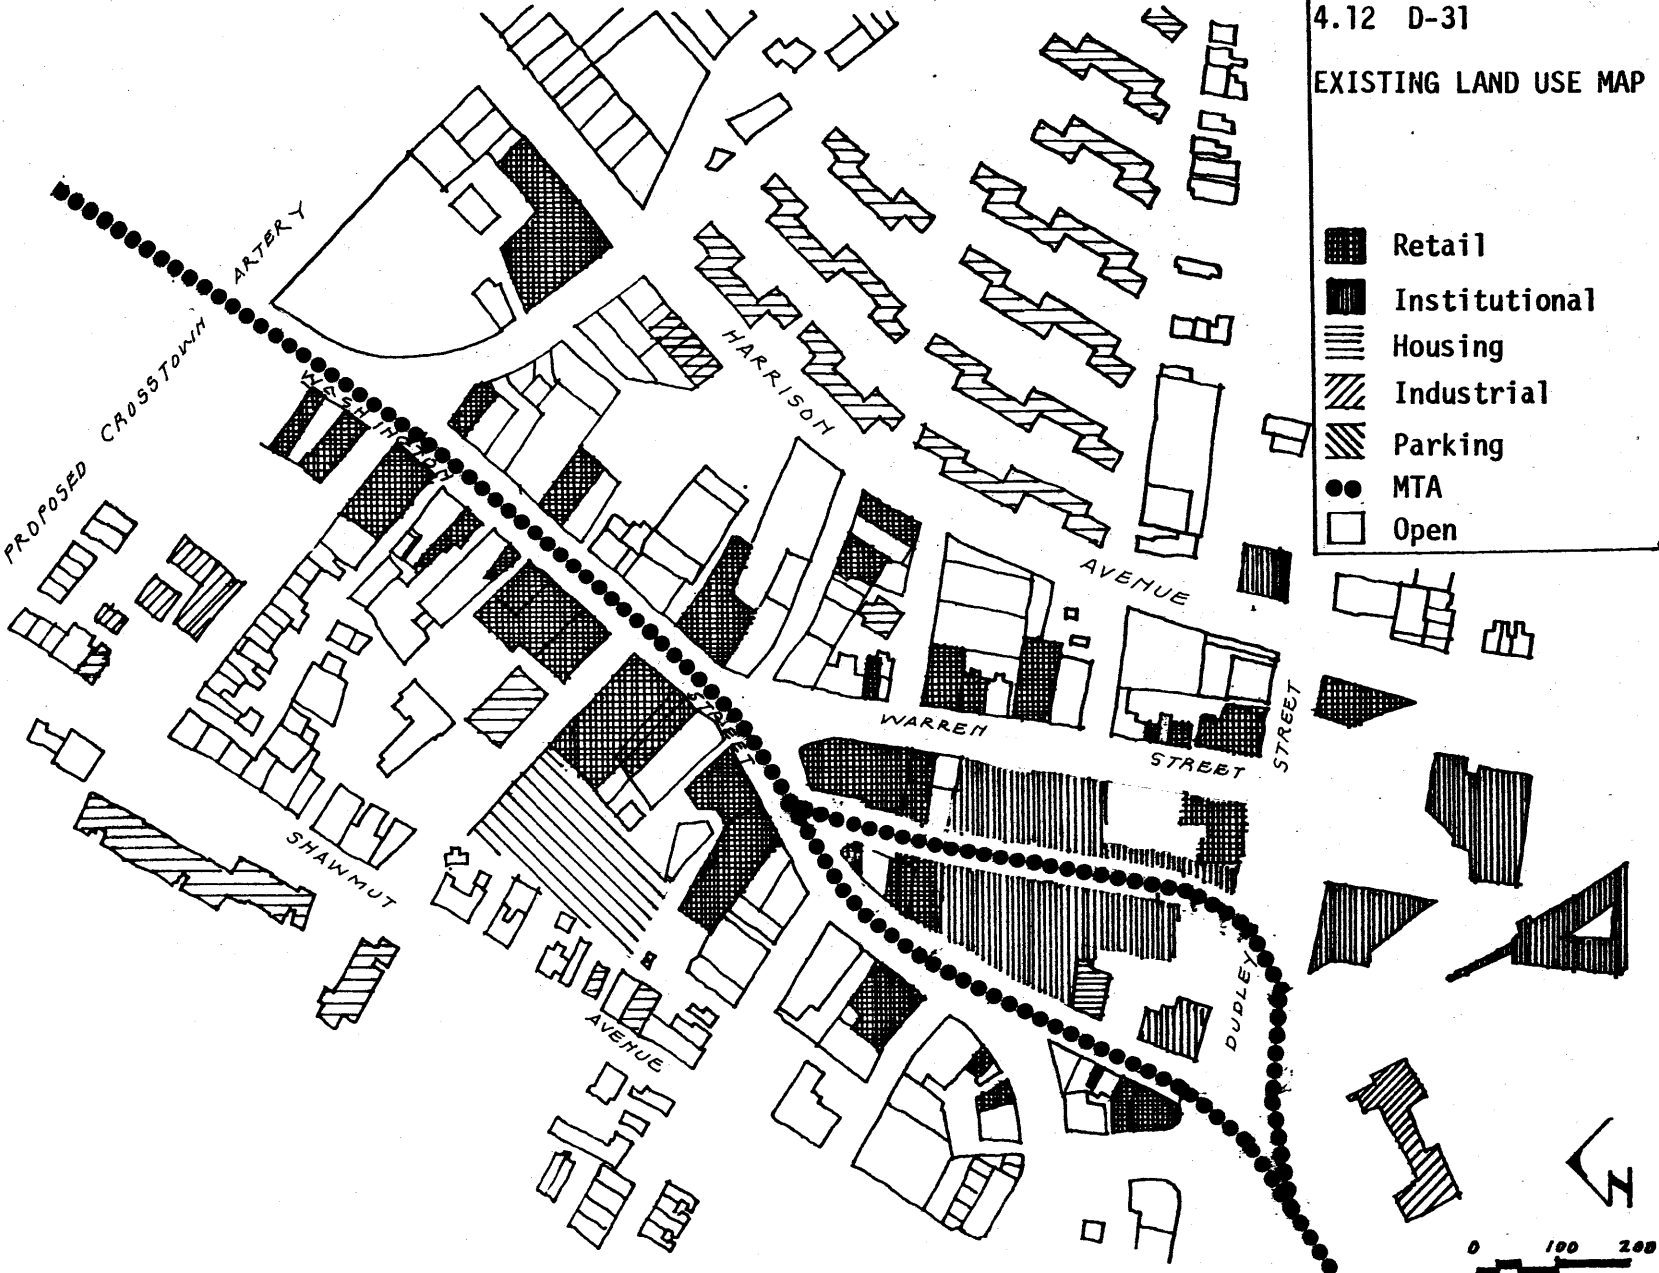 4.12 D-31
EXISTING LAND USE MAP
Retail
Institutional
Housing
Industrial
Parking
MTA
Open
PROPOSED CROSSTOWN ARTERY
WASHINGTON
STREET
HARRISON
AVENUE
WARREN
STREET
STREET
DUDLEY
SHAWMUT
AVENUE
N
0 100 200